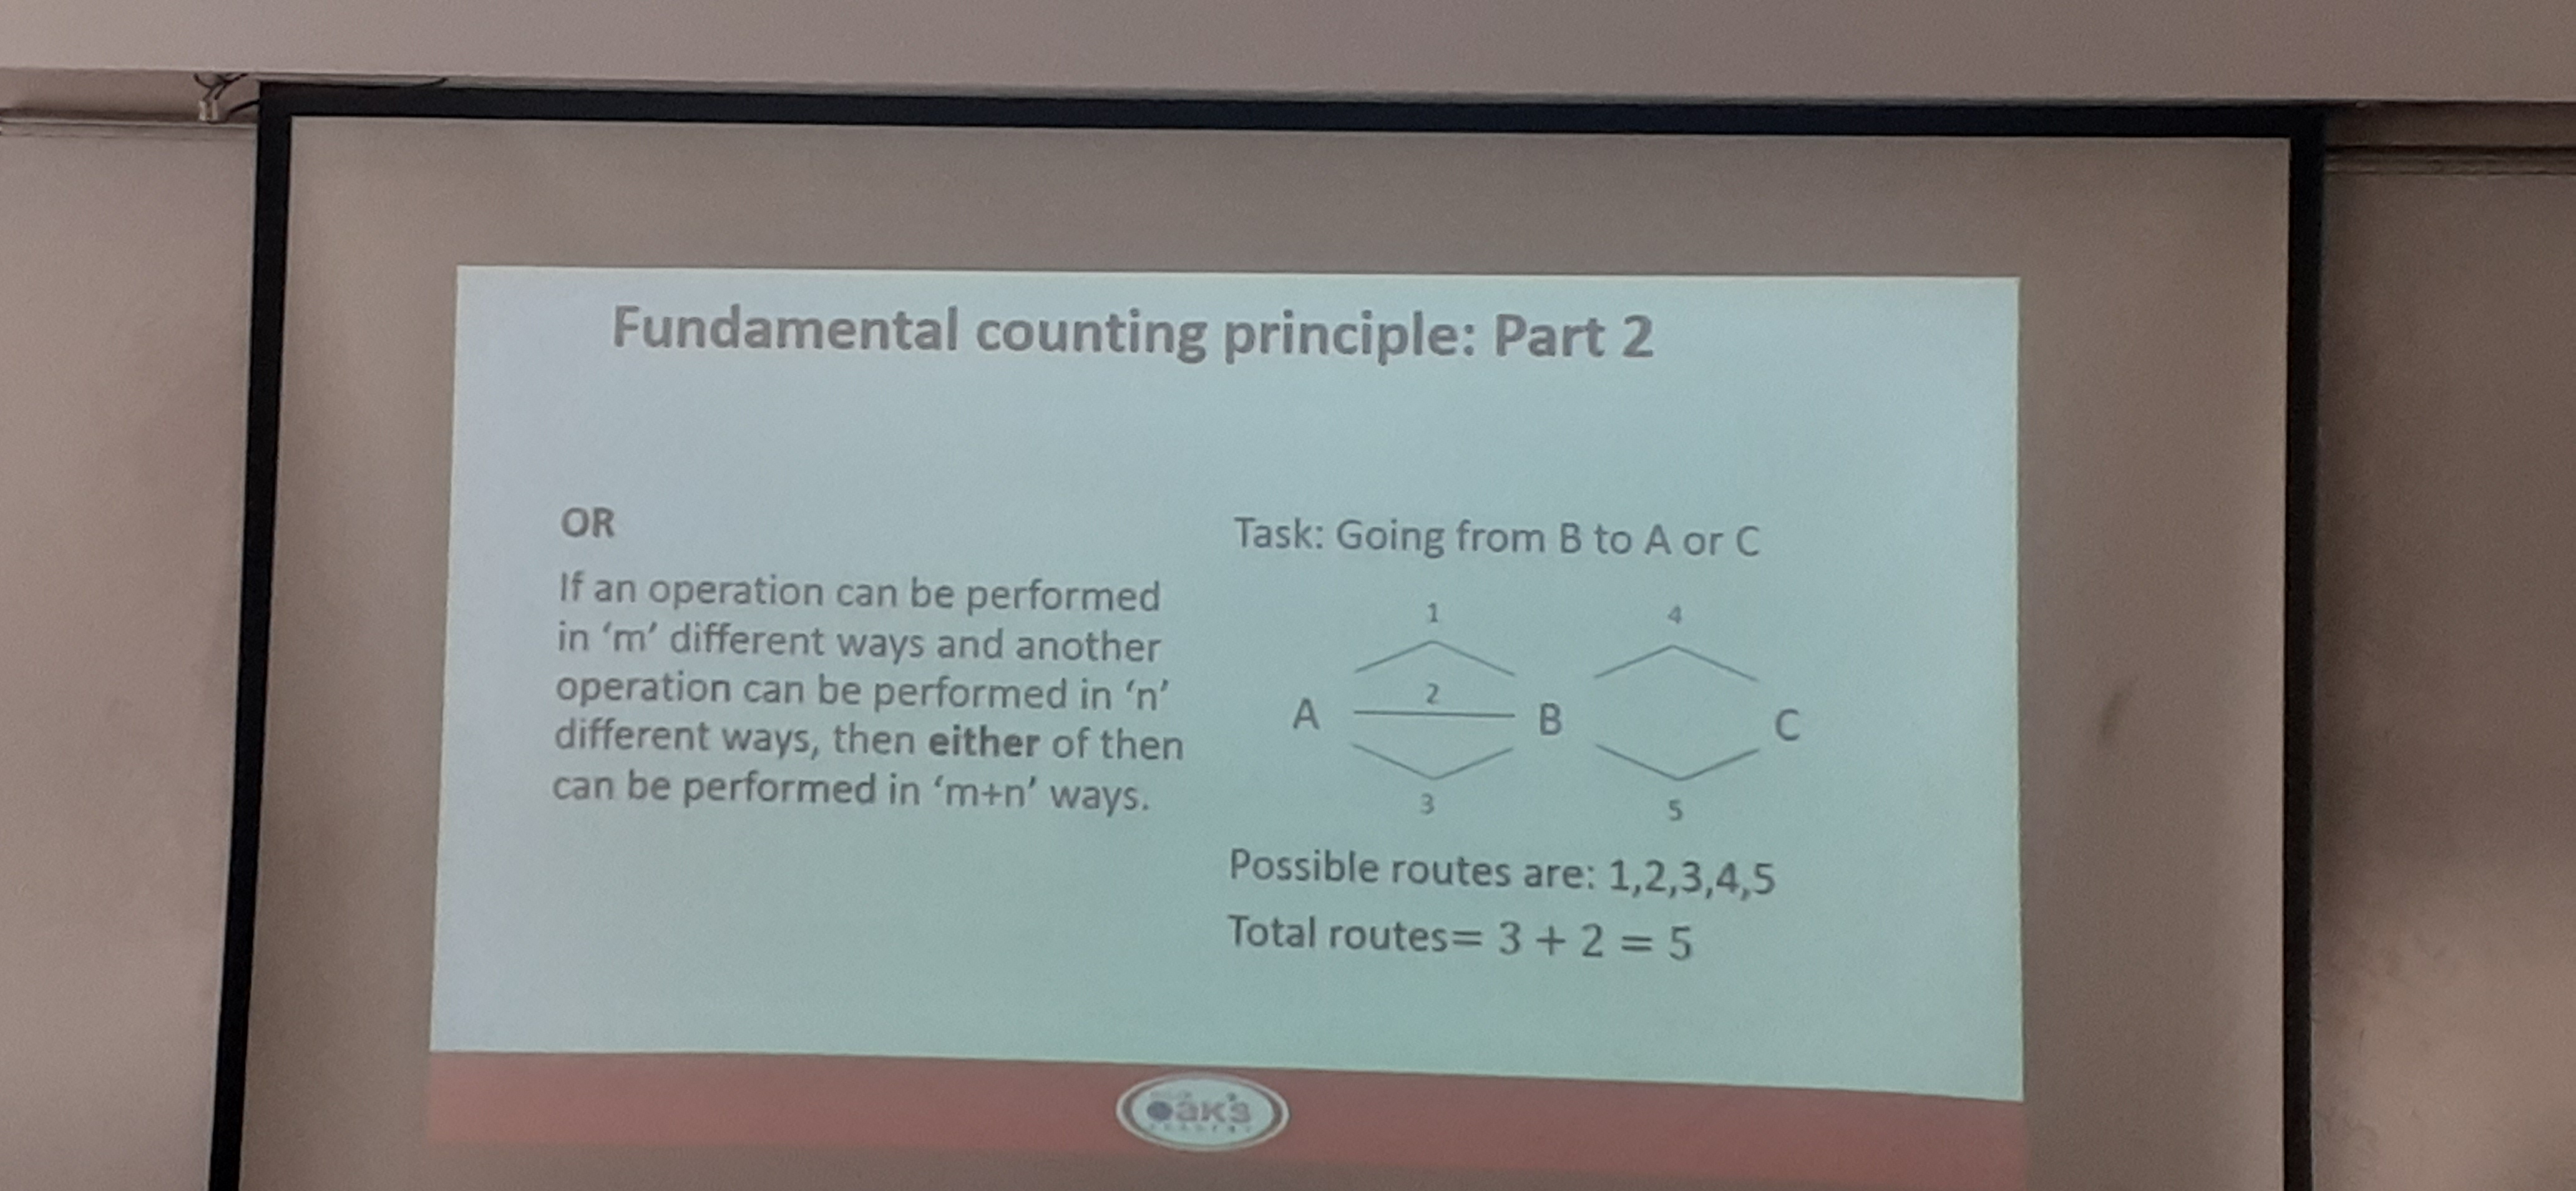 Fundamental counting principle: Part 2
OR
If an operation can be performed
in ‘m’ different ways and another
operation can be performed in ‘n’
different ways, then either of then
can be performed in ‘m+n’ ways.
Task: Going from B to A or C
1 4
2
A B C
3 5
Possible routes are: 1,2,3,4,5
Total routes= 3 + 2 = 5